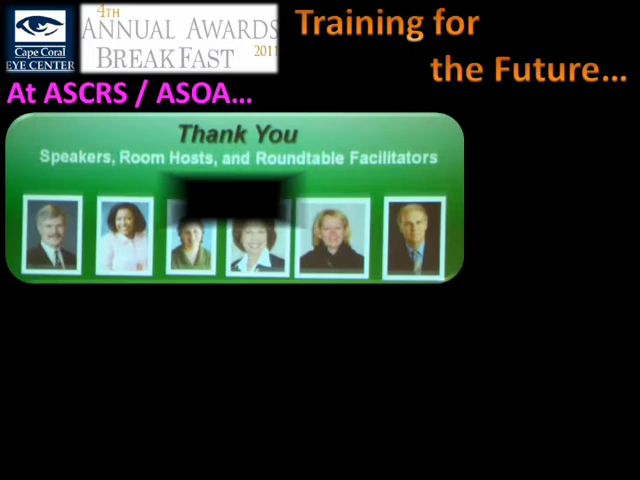 Cape Coral
EYE CENTER
4TH
ANNUAL AWARDS
BREAKFAST 2011
Training for
the Future...
At ASCRS / ASOA...
Thank You
Speakers, Room Hosts, and Roundtable Facilitators